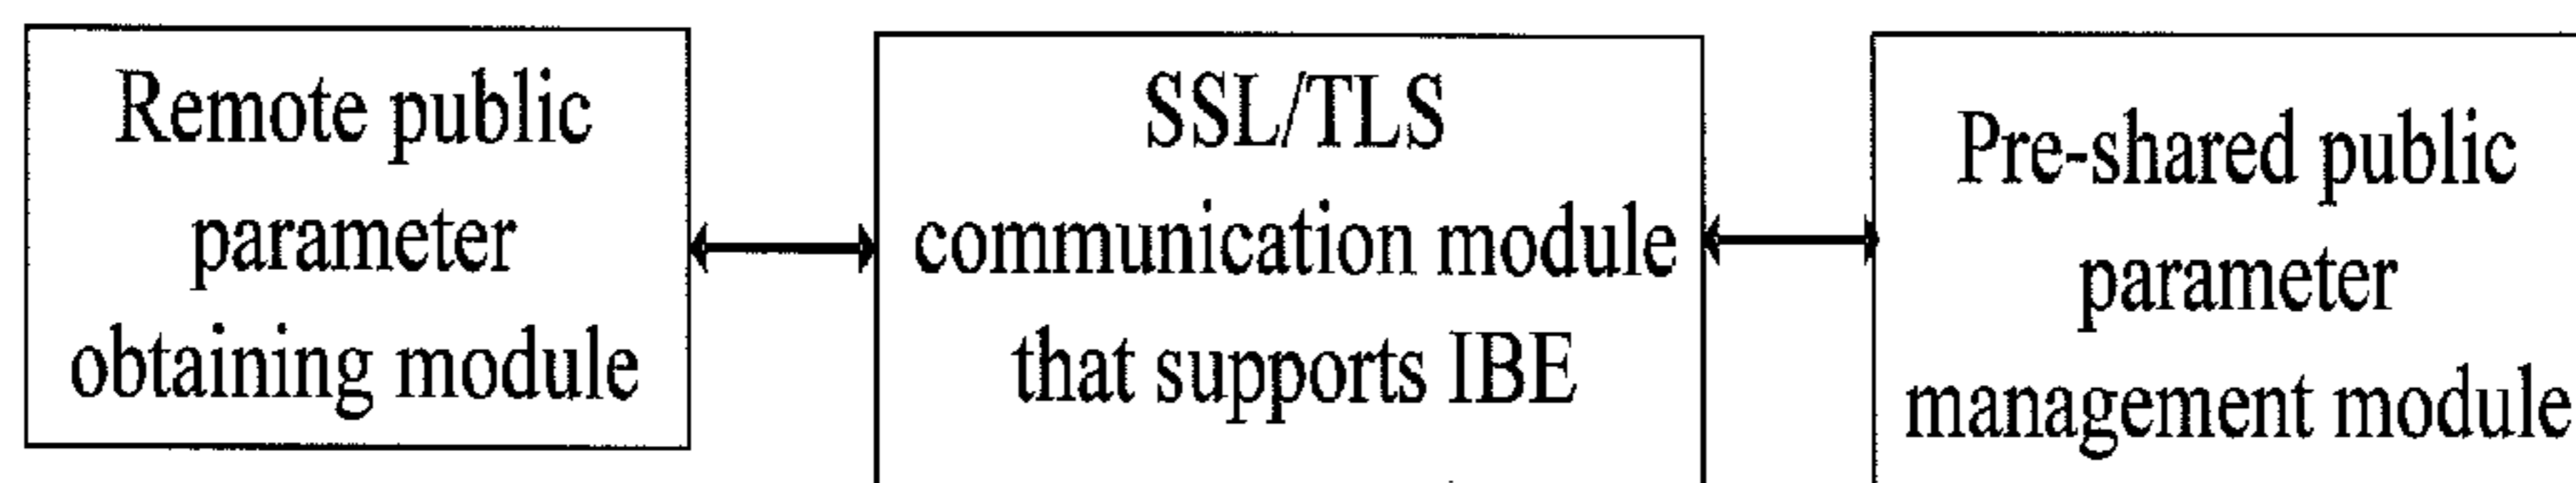 Remote public
parameter
obtaining module
SSL/TLS
communication module
that supports IBE
Pre-shared public
parameter
management module